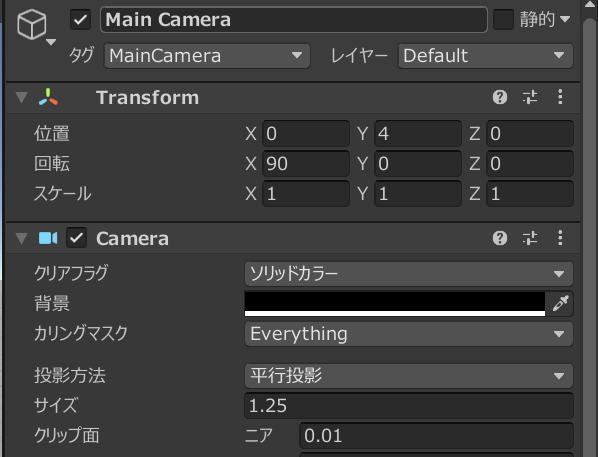 Main Camera 静的
タグ MainCamera レイヤー Default
Transform
位置 X 0 Y 4 Z 0
回転 X 90 Y 0 Z 0
スケール X 1 Y 1 Z 1
Camera
クリアフラグ ソリッドカラー
背景
カリングマスク Everything
投影方法 平行投影
サイズ 1.25
クリップ面 ニア 0.01